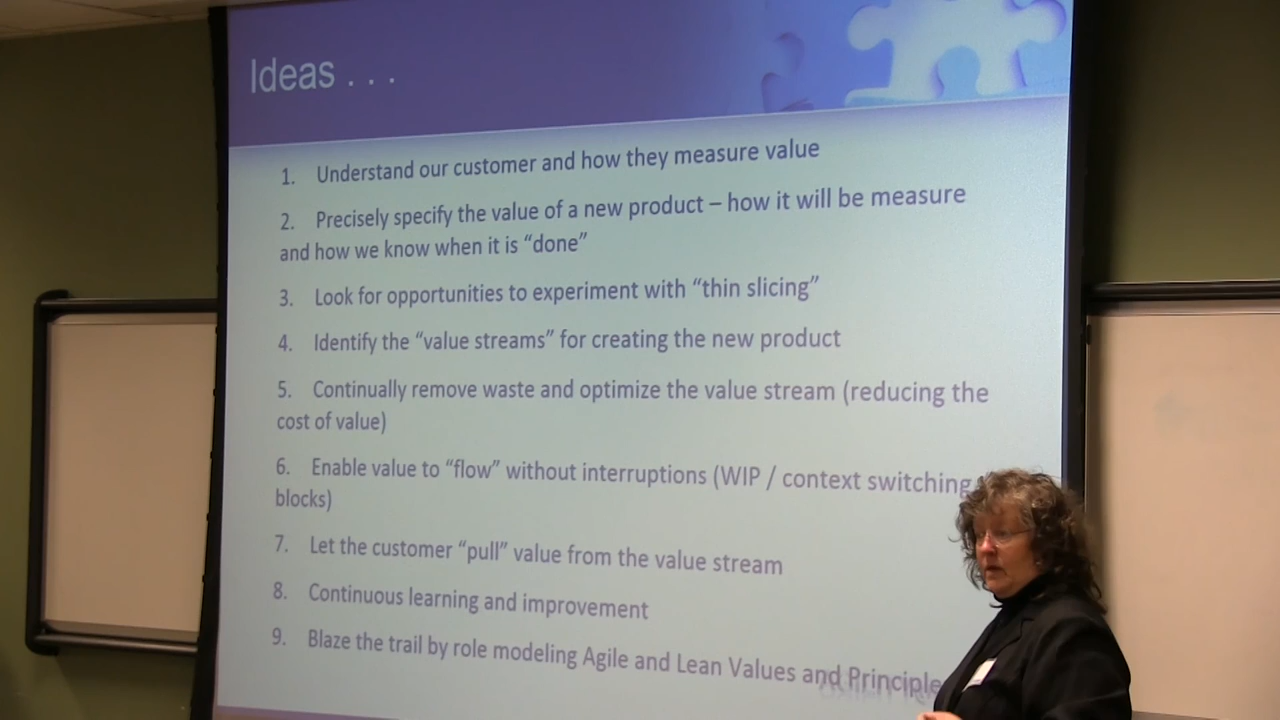 Ideas . . .
1. Understand our customer and how they measure value
2. Precisely specify the value of a new product – how it will be measure
and how we know when it is “done”
3. Look for opportunities to experiment with “thin slicing”
4. Identify the “value streams” for creating the new product
5. Continually remove waste and optimize the value stream (reducing the
cost of value)
6. Enable value to “flow” without interruptions (WIP / context switching
blocks)
7. Let the customer “pull” value from the value stream
8. Continuous learning and improvement
9. Blaze the trail by role modeling Agile and Lean Values and Principle